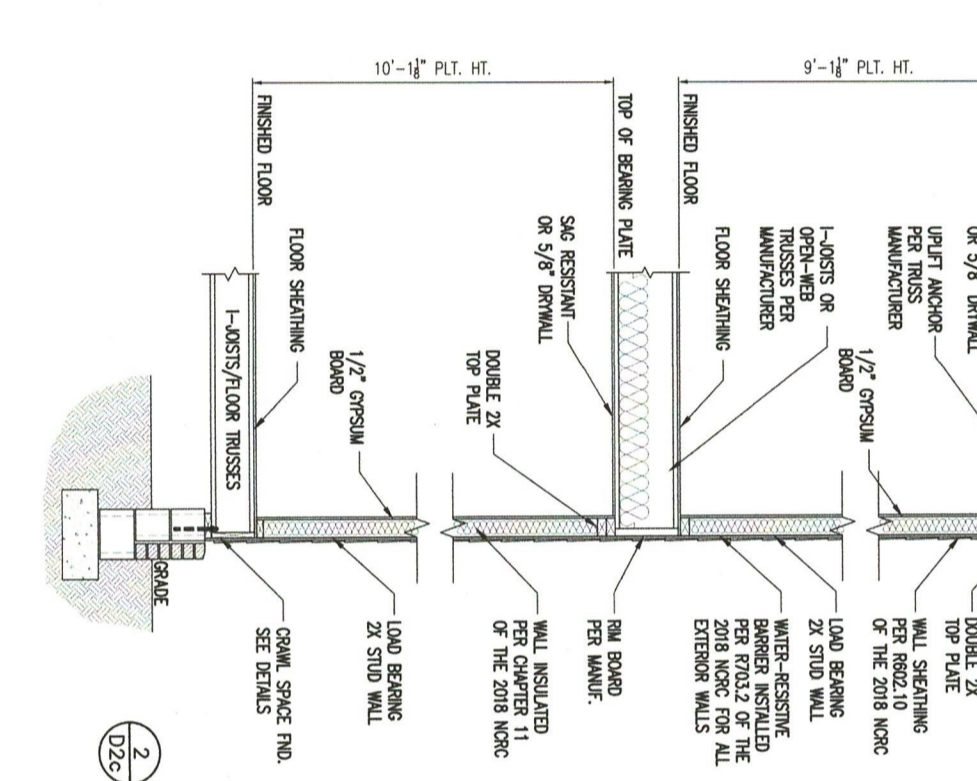 10'-1⅛" PLT. HT.
9'-1⅛" PLT. HT.
FINISHED FLOOR
TOP OF BEARING PLATE
FINISHED FLOOR
OR 5/8" DRYWALL
UPLIFT ANCHOR
PER TRUSS
MANUFACTURER
1/2" GYPSUM
BOARD
I-JOISTS OR
OPEN-WEB
TRUSSES PER
MANUFACTURER
FLOOR SHEATHING
SAG RESISTANT
OR 5/8" DRYWALL
DOUBLE 2X
TOP PLATE
1/2" GYPSUM
BOARD
FLOOR SHEATHING
I-JOISTS/FLOOR TRUSSES
GRADE
DOUBLE 2X
TOP PLATE
WALL SHEATHING
PER R602.10
OF THE 2018 NCRC
LOAD BEARING
2X STUD WALL
WATER-RESISTIVE
BARRIER INSTALLED
PER R703.2 OF THE
2018 NCRC FOR ALL
EXTERIOR WALLS
RIM BOARD
PER MANUF.
WALL INSULATED
PER CHAPTER 11
OF THE 2018 NCRC
LOAD BEARING
2X STUD WALL
CRAWL SPACE FND.
SEE DETAILS
2
D2c